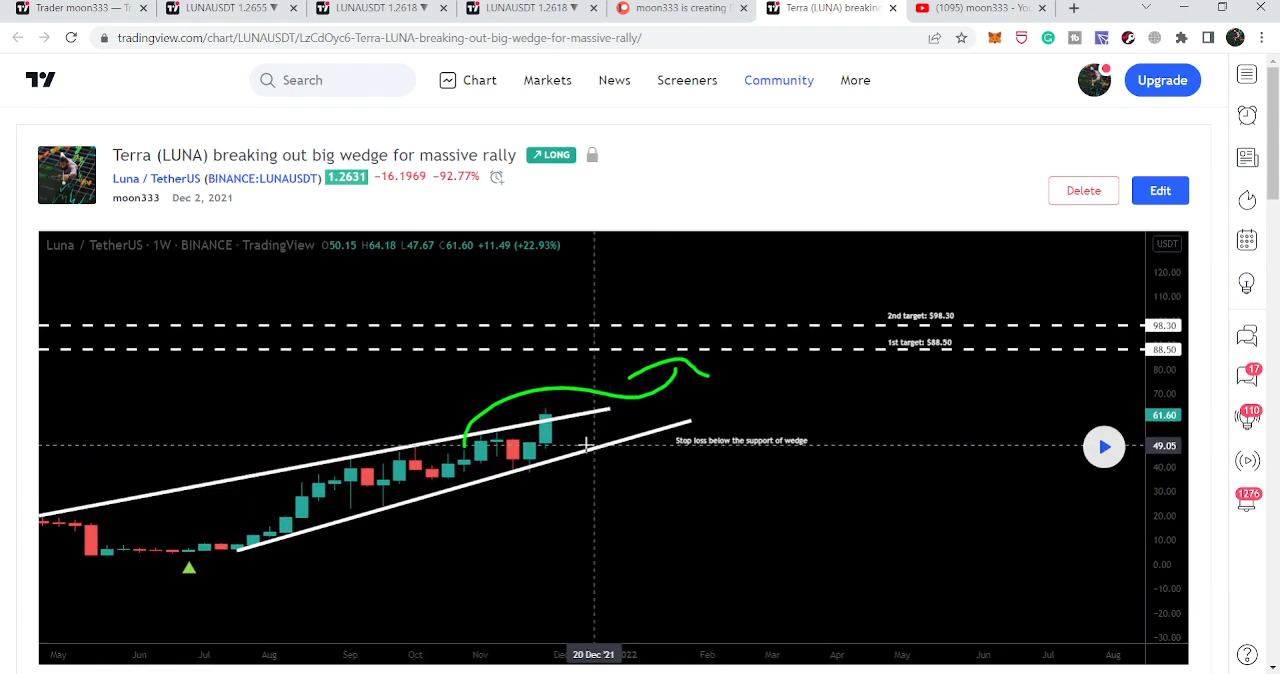 Trader moon333 — Tr
LUNAUSDT 1.2655 ▼
LUNAUSDT 1.2618 ▼
LUNAUSDT 1.2618 ▼
moon333 is creating
Terra (LUNA) breakin
(1095) moon333 - You
tradingview.com/chart/LUNAUSDT/LzCdOyc6-Terra-LUNA-breaking-out-big-wedge-for-massive-rally/
Search
Chart
Markets
News
Screeners
Community
More
Upgrade
Terra (LUNA) breaking out big wedge for massive rally
LONG
Luna / TetherUS (BINANCE:LUNAUSDT) 1.2631 −16.1969 −92.77%
moon333 Dec 2, 2021
Delete
Edit
Luna / TetherUS · 1W · BINANCE · TradingView O50.15 H64.18 L47.67 C61.60 +11.49 (+22.93%)
USDT
120.00
110.00
2nd target: $98.30
98.30
1st target: $88.50
88.50
80.00
70.00
61.60
Stop loss below the support of wedge
49.05
40.00
30.00
20.00
10.00
0.00
−10.00
−20.00
−30.00
17
110
1276
May Jun Jul Aug Sep Oct Nov De 20 Dec '21 022 Feb Mar Apr May Jun Jul Aug